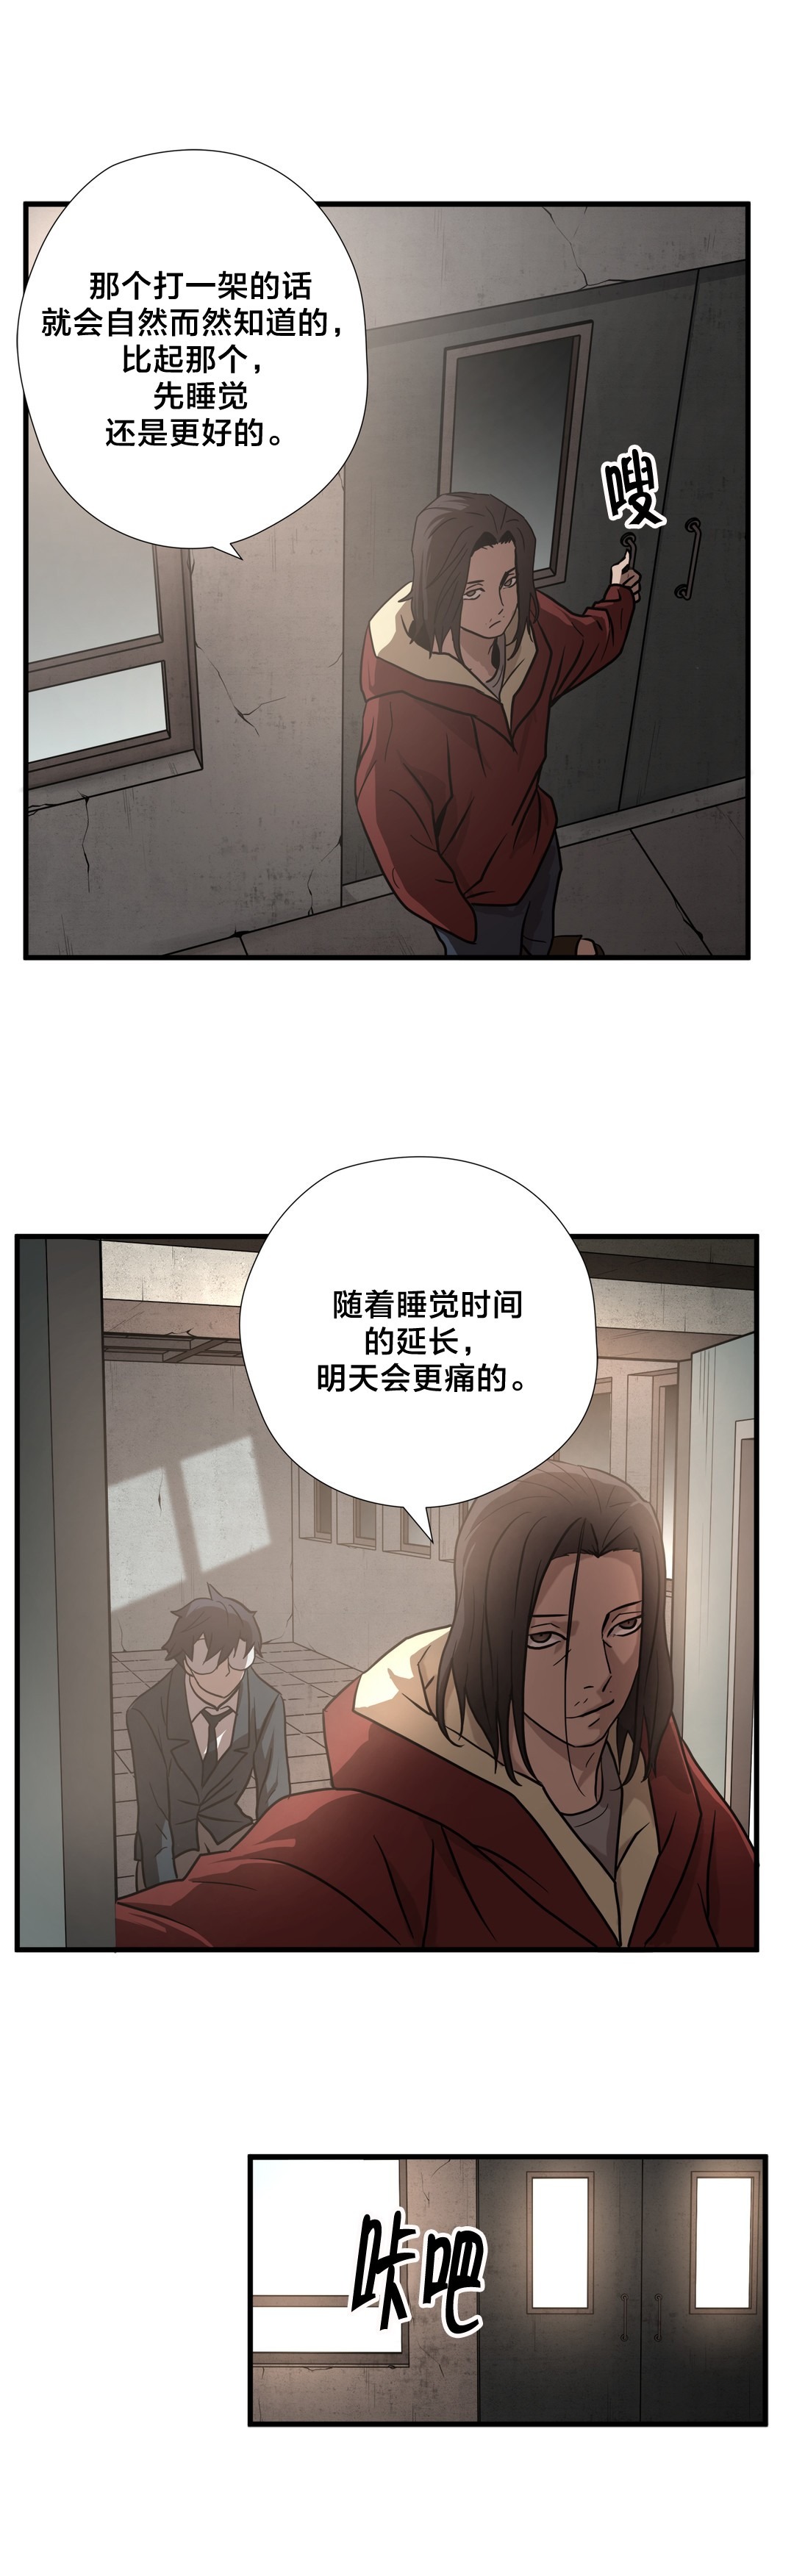 那个打一架的话
就会自然而然知道的，
比起那个，
先睡觉
还是更好的。
嗖
随着睡觉时间
的延长，
明天会更痛的。
咔吧